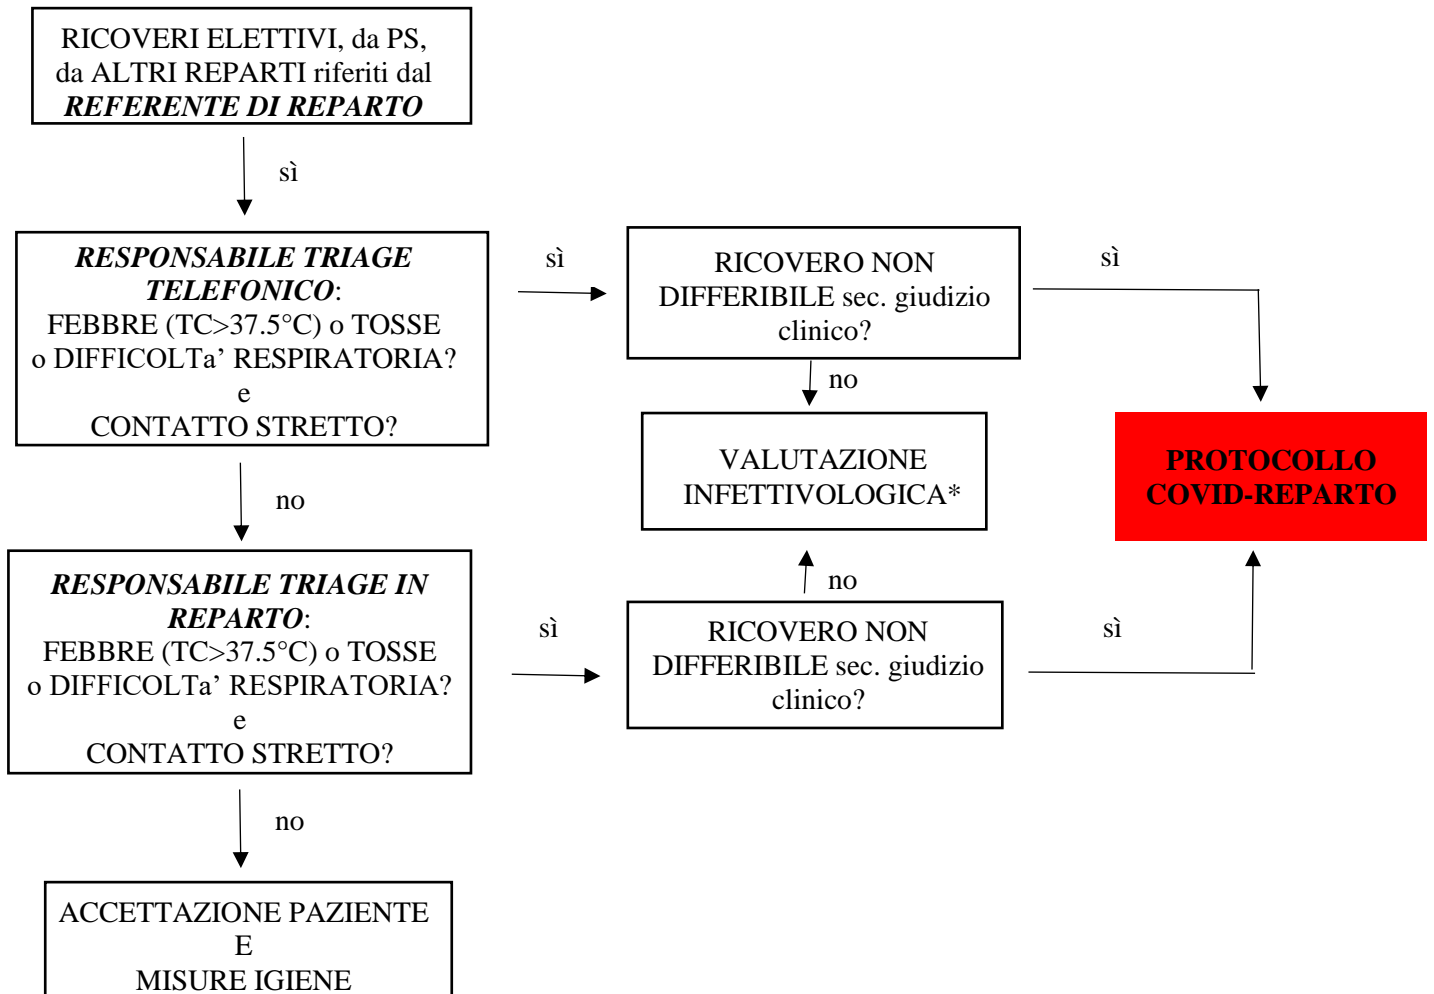 RICOVERI ELETTIVI, da PS,
da ALTRI REPARTI riferiti dal
REFERENTE DI REPARTO
sì
RESPONSABILE TRIAGE
TELEFONICO:
FEBBRE (TC>37.5°C) o TOSSE
o DIFFICOLTa’ RESPIRATORIA?
e
CONTATTO STRETTO?
sì
RICOVERO NON
DIFFERIBILE sec. giudizio
clinico?
sì
no
VALUTAZIONE
INFETTIVOLOGICA*
PROTOCOLLO
COVID-REPARTO
no
RESPONSABILE TRIAGE IN
REPARTO:
FEBBRE (TC>37.5°C) o TOSSE
o DIFFICOLTa’ RESPIRATORIA?
e
CONTATTO STRETTO?
sì
no
RICOVERO NON
DIFFERIBILE sec. giudizio
clinico?
sì
no
ACCETTAZIONE PAZIENTE
E
MISURE IGIENE